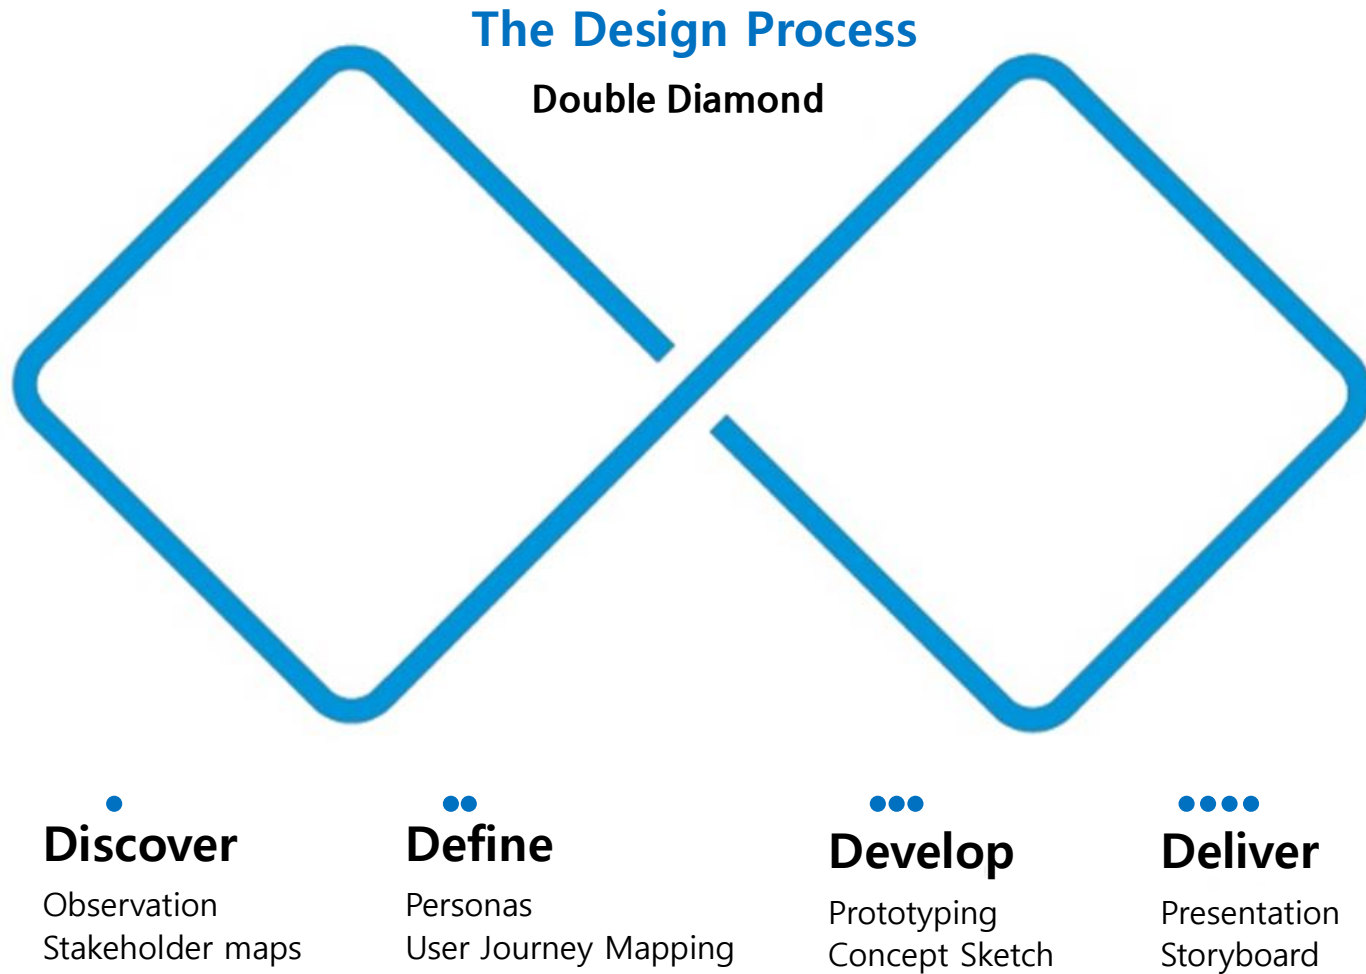 The Design Process
Double Diamond
Discover
Observation
Stakeholder maps
Define
Personas
User Journey Mapping
Develop
Prototyping
Concept Sketch
Deliver
Presentation
Storyboard